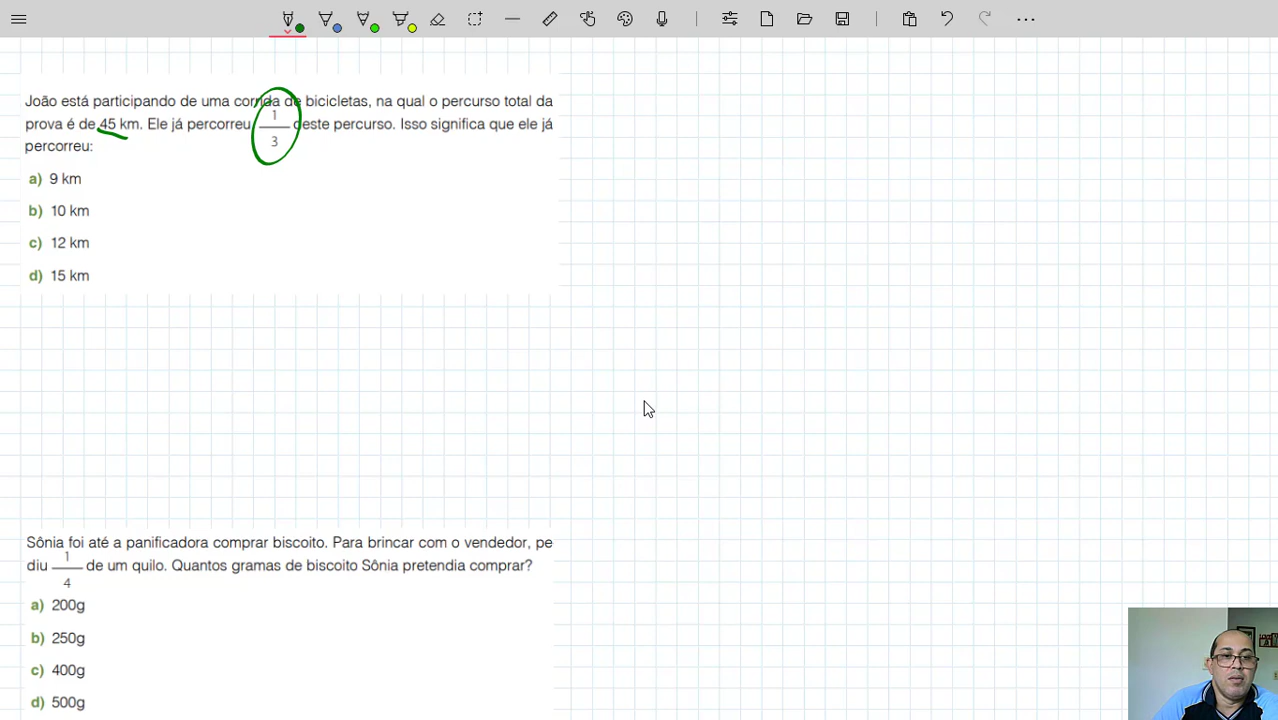 João está participando de uma corrida de bicicletas, na qual o percurso total da
prova é de 45 km. Ele já percorreu 1/3 deste percurso. Isso significa que ele já
percorreu:
a) 9 km
b) 10 km
c) 12 km
d) 15 km
Sônia foi até a panificadora comprar biscoito. Para brincar com o vendedor, pe
diu 1/4 de um quilo. Quantos gramas de biscoito Sônia pretendia comprar?
a) 200g
b) 250g
c) 400g
d) 500g